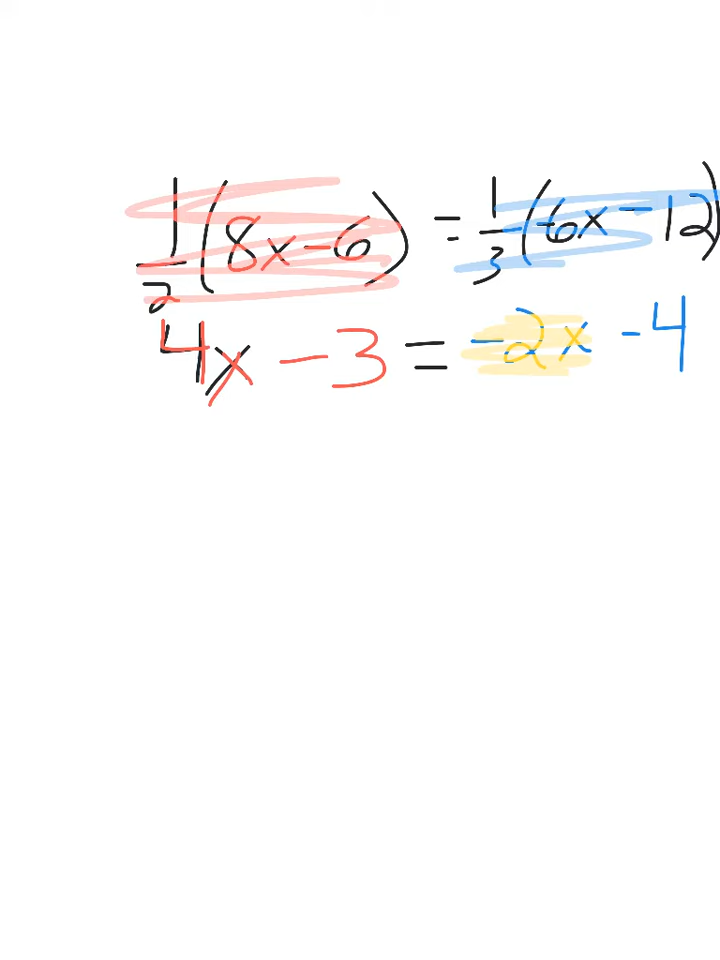 1/2(8x-6) = 1/3(-6x-12)
4x - 3 = -2x - 4